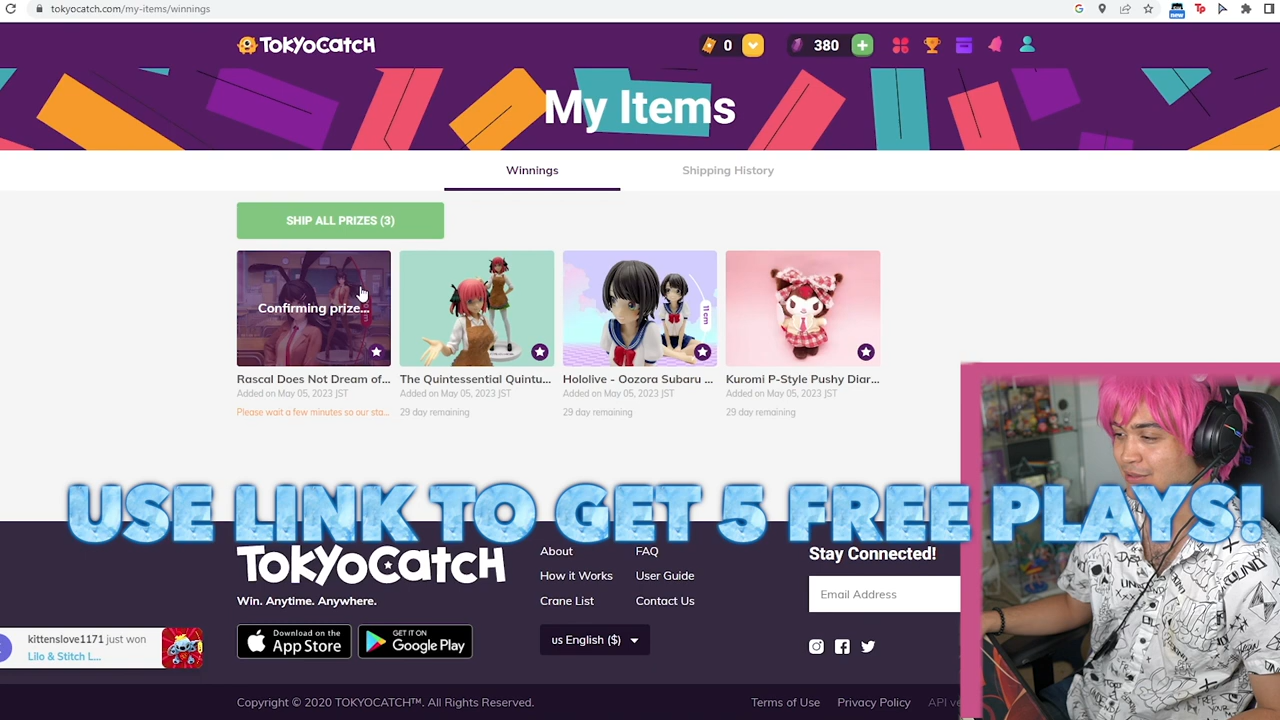 tokyocatch.com/my-items/winnings
new
Tp
TOKYOCATCH
0
380
My Items
Winnings
Shipping History
SHIP ALL PRIZES (3)
Confirming prize...
11 cm
Rascal Does Not Dream of...
The Quintessential Quintu...
Hololive - Oozora Subaru ...
Kuromi P-Style Pushy Diar...
Added on May 05, 2023 JST
Added on May 05, 2023 JST
Added on May 05, 2023 JST
Added on May 05, 2023 JST
Please wait a few minutes so our sta...
29 day remaining
29 day remaining
29 day remaining
USE LINK TO GET 5 FREE PLAYS!
TOKYOCATCH
Win. Anytime. Anywhere.
Download on the
App Store
GET IT ON
Google Play
About
How it Works
Crane List
FAQ
User Guide
Contact Us
us English ($)
Stay Connected!
Email Address
kittenslove1171 just won
Lilo & Stitch L...
Copyright © 2020 TOKYOCATCH™. All Rights Reserved.
Terms of Use
Privacy Policy
API ve